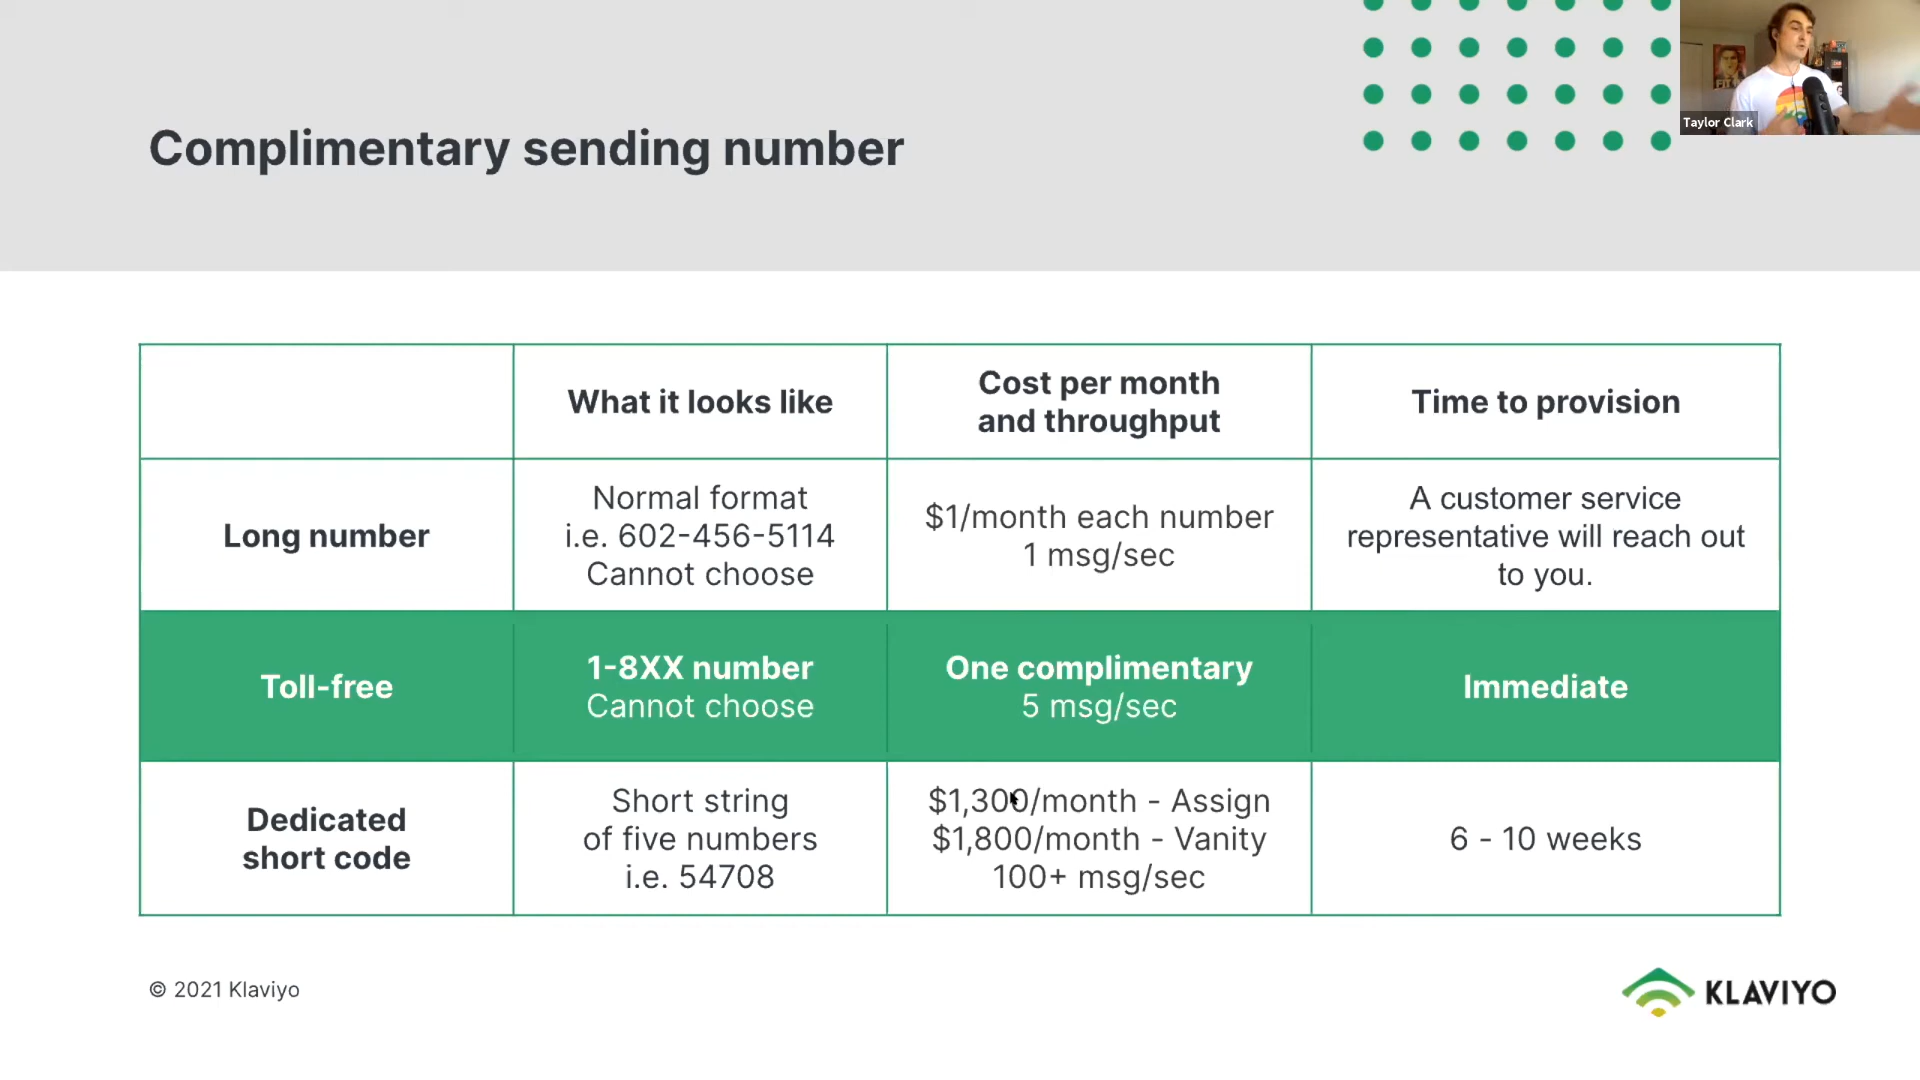 Complimentary sending number
Taylor Clark
What it looks like
Cost per month
and throughput
Time to provision
Long number
Normal format
i.e. 602-456-5114
Cannot choose
$1/month each number
1 msg/sec
A customer service
representative will reach out
to you.
Toll-free
1-8XX number
Cannot choose
One complimentary
5 msg/sec
Immediate
Dedicated
short code
Short string
of five numbers
i.e. 54708
$1,300/month - Assign
$1,800/month - Vanity
100+ msg/sec
6 - 10 weeks
© 2021 Klaviyo
KLAVIYO